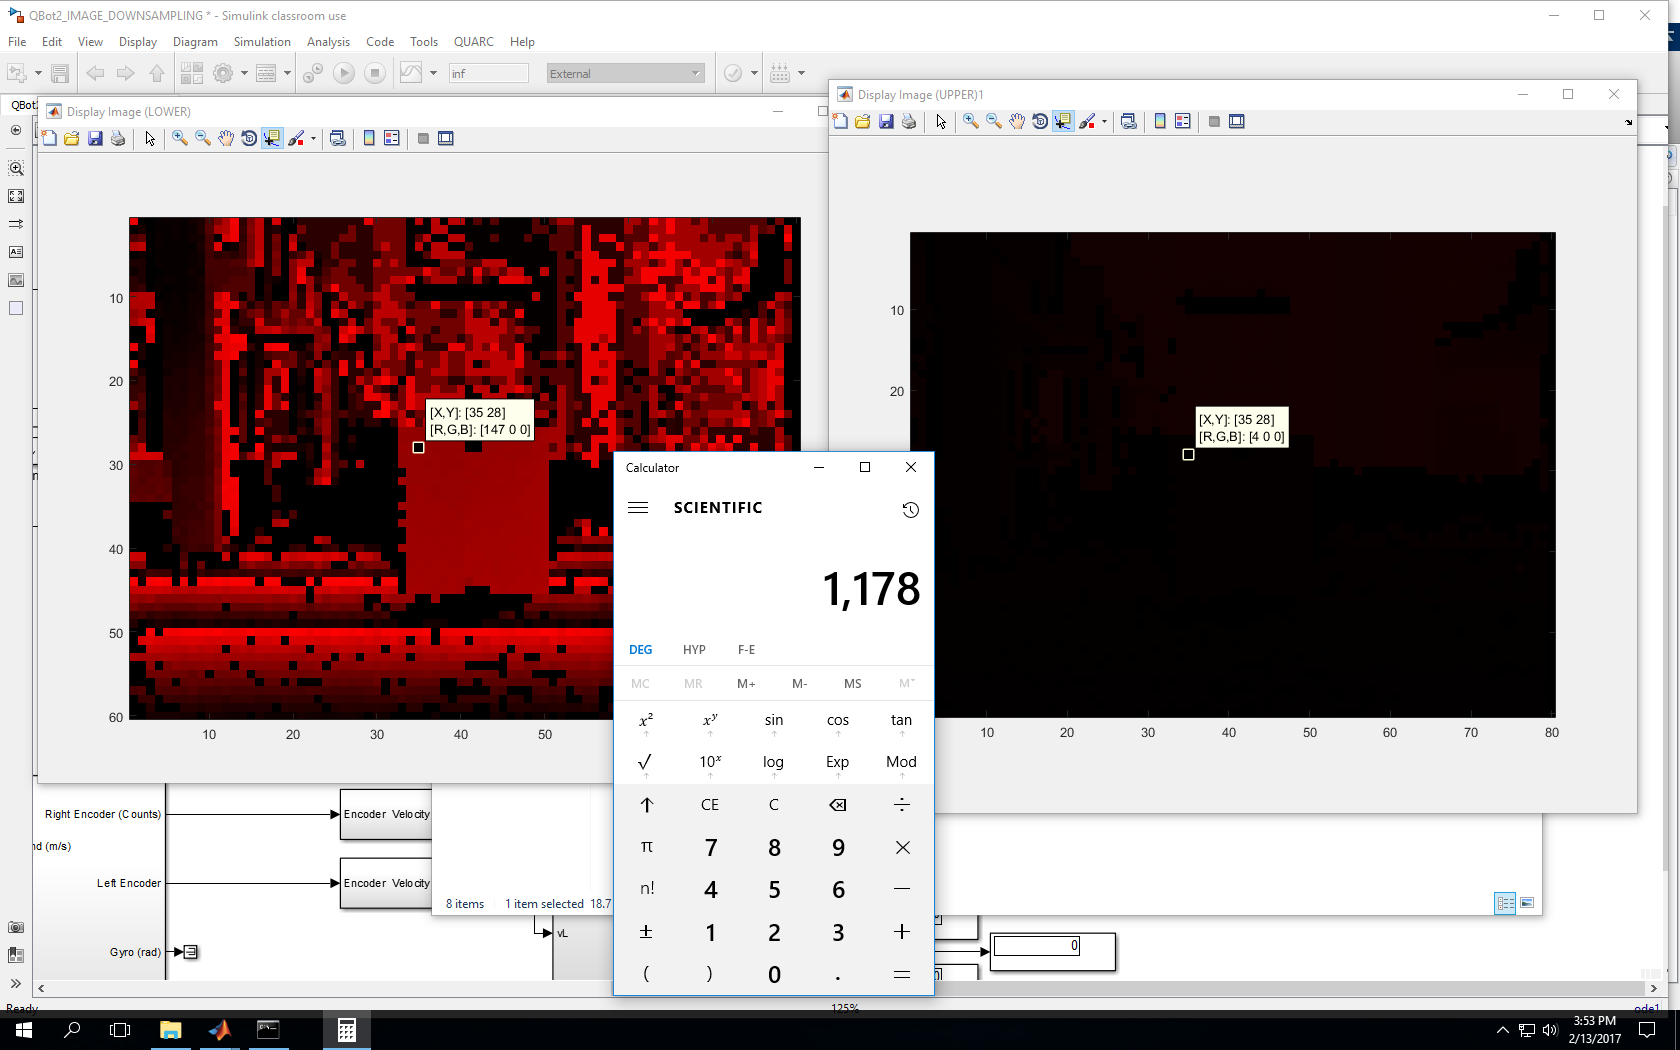 QBot2_IMAGE_DOWNSAMPLING * - Simulink classroom use
File Edit View Display Diagram Simulation Analysis Code Tools QUARC Help
inf
External
QBot
Display Image (LOWER)
10
20
30
40
50
60
10 20 30 40 50
[X,Y]: [35 28]
[R,G,B]: [147 0 0]
Display Image (UPPER)1
10
20
10 20 30 40 50 60 70 80
[X,Y]: [35 28]
[R,G,B]: [4 0 0]
Calculator
SCIENTIFIC
1,178
DEG HYP F-E
MC MR M+ M- MS M
x² xʸ sin cos tan
√ 10ˣ log Exp Mod
↑ CE C ÷
π 7 8 9 ×
n! 4 5 6 −
± 1 2 3 +
( ) 0 . =
Right Encoder (Counts)
nd (m/s)
Left Encoder
Gyro (rad)
Encoder Velocity
Encoder Velocity
8 items 1 item selected 18.7
vL
0
Ready
125%
ode1
3:53 PM
2/13/2017